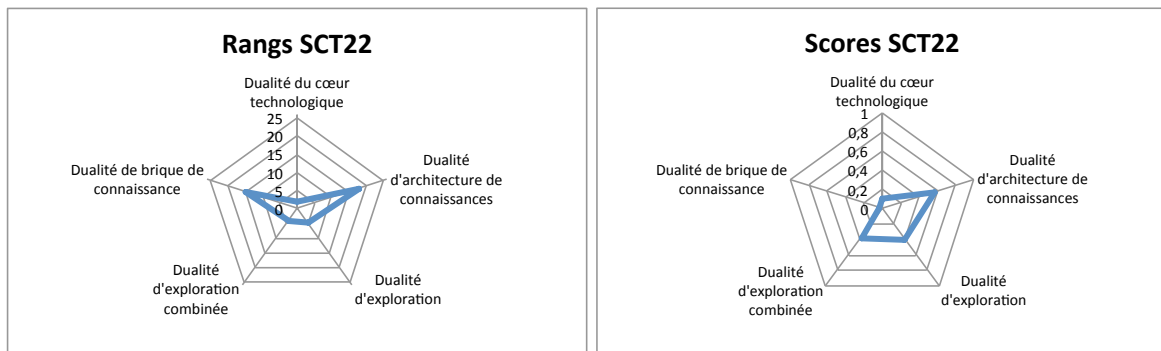 Rangs SCT22
Dualité du cœur
technologique
25
20
15
10
5
0
Dualité
d'architecture de
connaissances
Dualité
d'exploration
Dualité
d'exploration
combinée
Dualité de brique de
connaissance
Scores SCT22
Dualité du cœur
technologique
1
0,8
0,6
0,4
0,2
0
Dualité
d'architecture de
connaissances
Dualité
d'exploration
Dualité
d'exploration
combinée
Dualité de brique de
connaissance